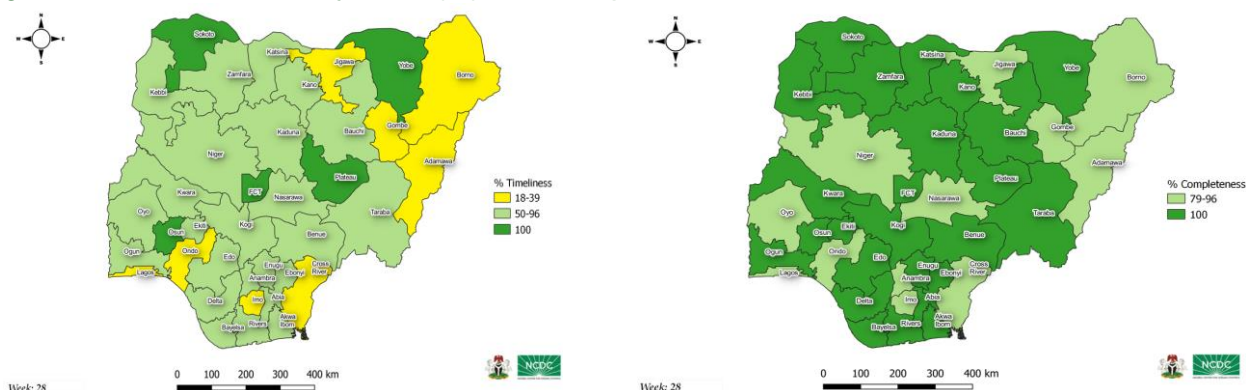 N
W
E
S
Sokoto
Katsina
Jigawa
Yobe
Borno
Zamfara
Kano
Kebbi
Kaduna
Bauchi
Gombe
Adamawa
Niger
Plateau
FCT
Nasarawa
Kwara
Taraba
Oyo
Kogi
Benue
Osun
Ekiti
Ogun
Ondo
Edo
Enugu
Ebonyi
Cross
River
Anambra
Lagos
Delta
Imo
Abia
Akwa
Ibom
Bayelsa
Rivers
% Timeliness
18-39
50-96
100
NCDC
Week: 28
0 100 200 300 400 km
N
W
E
S
Sokoto
Katsina
Jigawa
Yobe
Borno
Zamfara
Kano
Kebbi
Kaduna
Bauchi
Gombe
Adamawa
Niger
Plateau
FCT
Nasarawa
Kwara
Taraba
Oyo
Kogi
Benue
Osun
Ekiti
Ogun
Ondo
Edo
Enugu
Ebonyi
Cross
River
Anambra
Lagos
Delta
Imo
Abia
Akwa
Ibom
Bayelsa
Rivers
% Completeness
79-96
100
NCDC
Week: 28
0 100 200 300 400 km